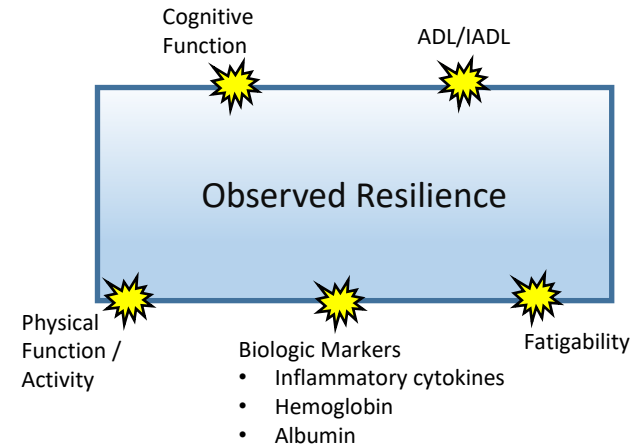 Cognitive
Function
ADL/IADL
Observed Resilience
Physical
Function /
Activity
Biologic Markers
• Inflammatory cytokines
• Hemoglobin
• Albumin
Fatigability